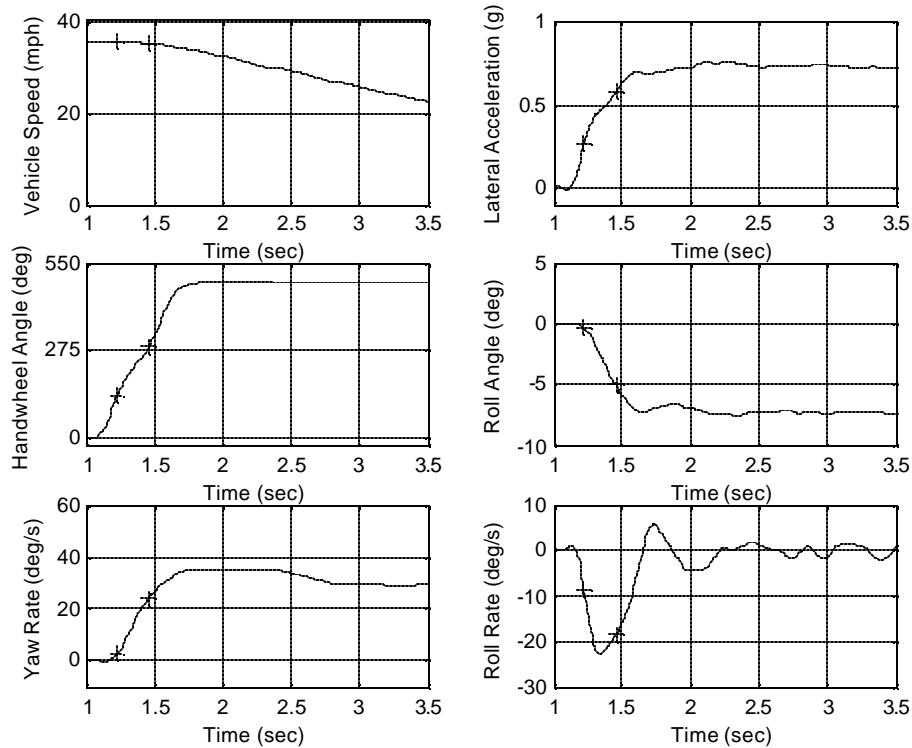 Vehicle Speed (mph)
40
20
0
1 1.5 2 2.5 3 3.5
Time (sec)
Lateral Acceleration (g)
1
0.5
0
1 1.5 2 2.5 3 3.5
Time (sec)
Handwheel Angle (deg)
550
275
0
1 1.5 2 2.5 3 3.5
Time (sec)
Roll Angle (deg)
5
0
-5
-10
1 1.5 2 2.5 3 3.5
Time (sec)
Yaw Rate (deg/s)
60
40
20
0
1 1.5 2 2.5 3 3.5
Time (sec)
Roll Rate (deg/s)
10
0
-10
-20
-30
1 1.5 2 2.5 3 3.5
Time (sec)